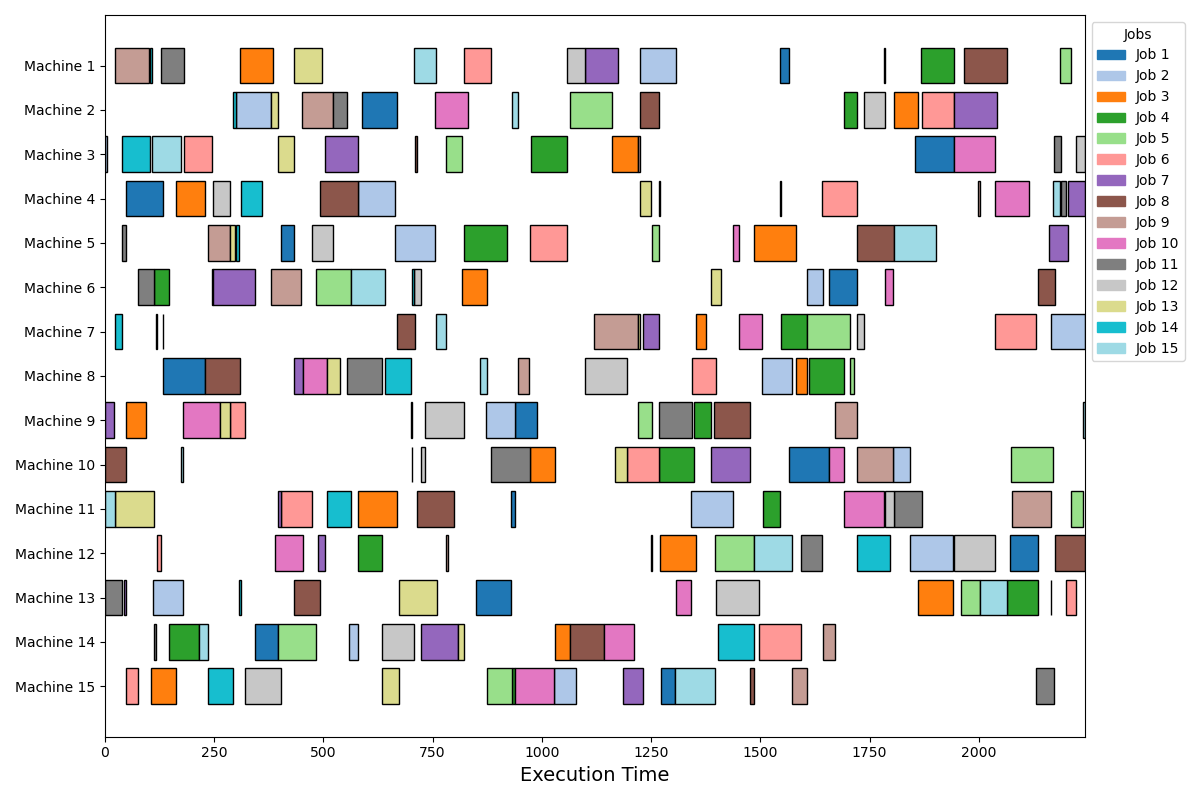 Machine 1
Machine 2
Machine 3
Machine 4
Machine 5
Machine 6
Machine 7
Machine 8
Machine 9
Machine 10
Machine 11
Machine 12
Machine 13
Machine 14
Machine 15
0 250 500 750 1000 1250 1500 1750 2000
Execution Time
Jobs
Job 1
Job 2
Job 3
Job 4
Job 5
Job 6
Job 7
Job 8
Job 9
Job 10
Job 11
Job 12
Job 13
Job 14
Job 15